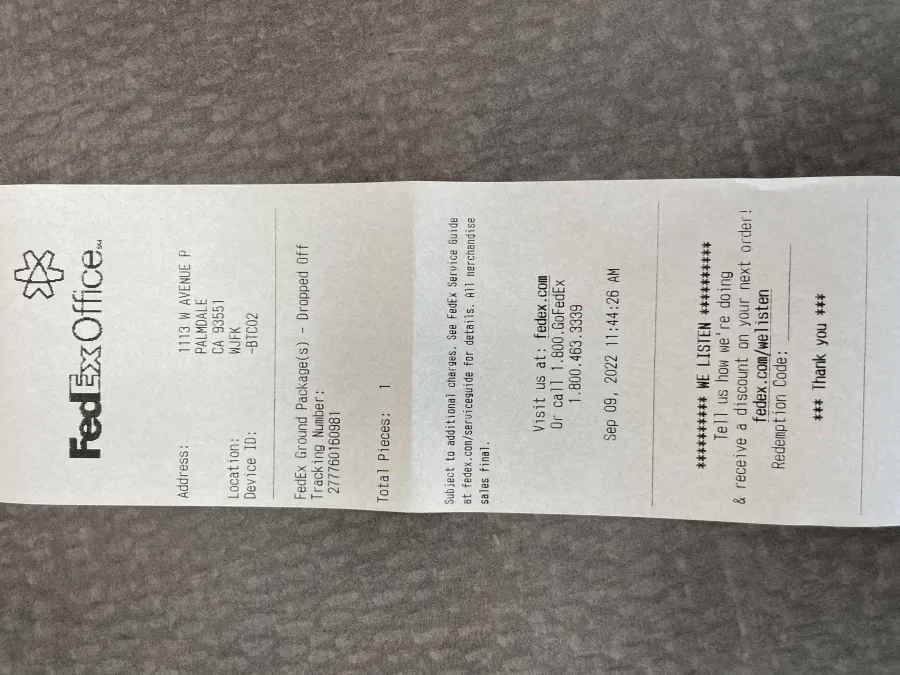 FedEx Office℠
Address: 1113 W AVENUE P
PALMDALE
CA 93551
Location: WJFK
Device ID: -BTC02
FedEx Ground Package(s) - Dropped Off
Tracking Number:
277760160981
Total Pieces: 1
Subject to additional charges. See FedEx Service Guide
at fedex.com/serviceguide for details. All merchandise
sales final.
Visit us at: fedex.com
Or call 1.800.GoFedEx
1.800.463.3339
Sep 09, 2022 11:44:26 AM
********** WE LISTEN **********
Tell us how we're doing
& receive a discount on your next order!
fedex.com/welisten
Redemption Code: __________
*** Thank you ***